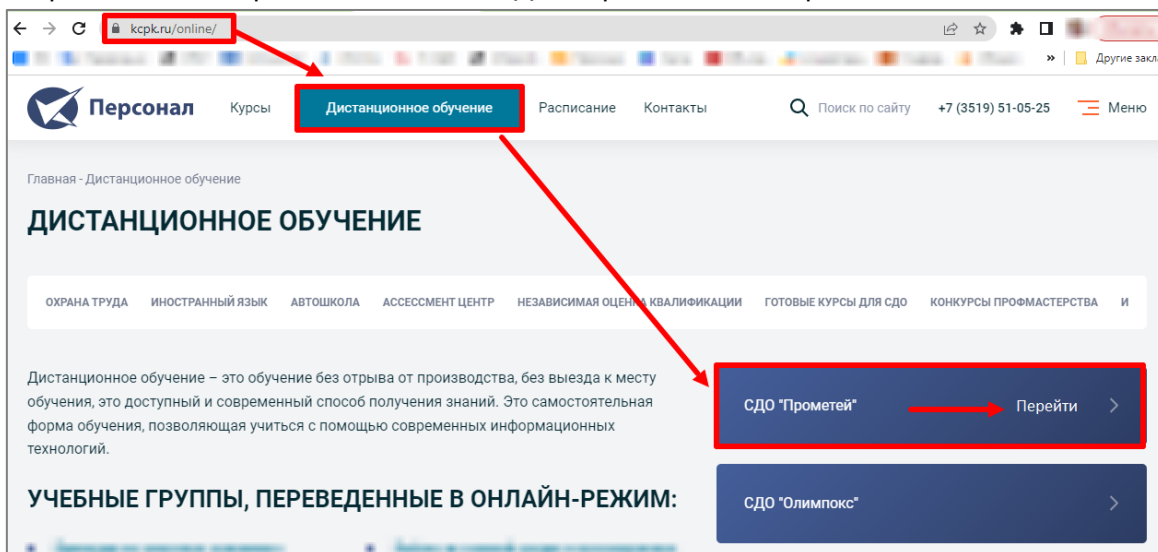 kcpk.ru/online/
» Другие закл
Персонал Курсы Дистанционное обучение Расписание Контакты Поиск по сайту +7 (3519) 51-05-25 Меню
Главная - Дистанционное обучение
ДИСТАНЦИОННОЕ ОБУЧЕНИЕ
ОХРАНА ТРУДА ИНОСТРАННЫЙ ЯЗЫК АВТОШКОЛА АССЕССМЕНТ ЦЕНТР НЕЗАВИСИМАЯ ОЦЕНКА КВАЛИФИКАЦИИ ГОТОВЫЕ КУРСЫ ДЛЯ СДО КОНКУРСЫ ПРОФМАСТЕРСТВА И
Дистанционное обучение – это обучение без отрыва от производства, без выезда к месту
обучения, это доступный и современный способ получения знаний. Это самостоятельная
форма обучения, позволяющая учиться с помощью современных информационных
технологий.
СДО "Прометей" Перейти
УЧЕБНЫЕ ГРУППЫ, ПЕРЕВЕДЕННЫЕ В ОНЛАЙН-РЕЖИМ:
СДО "Олимпокс"